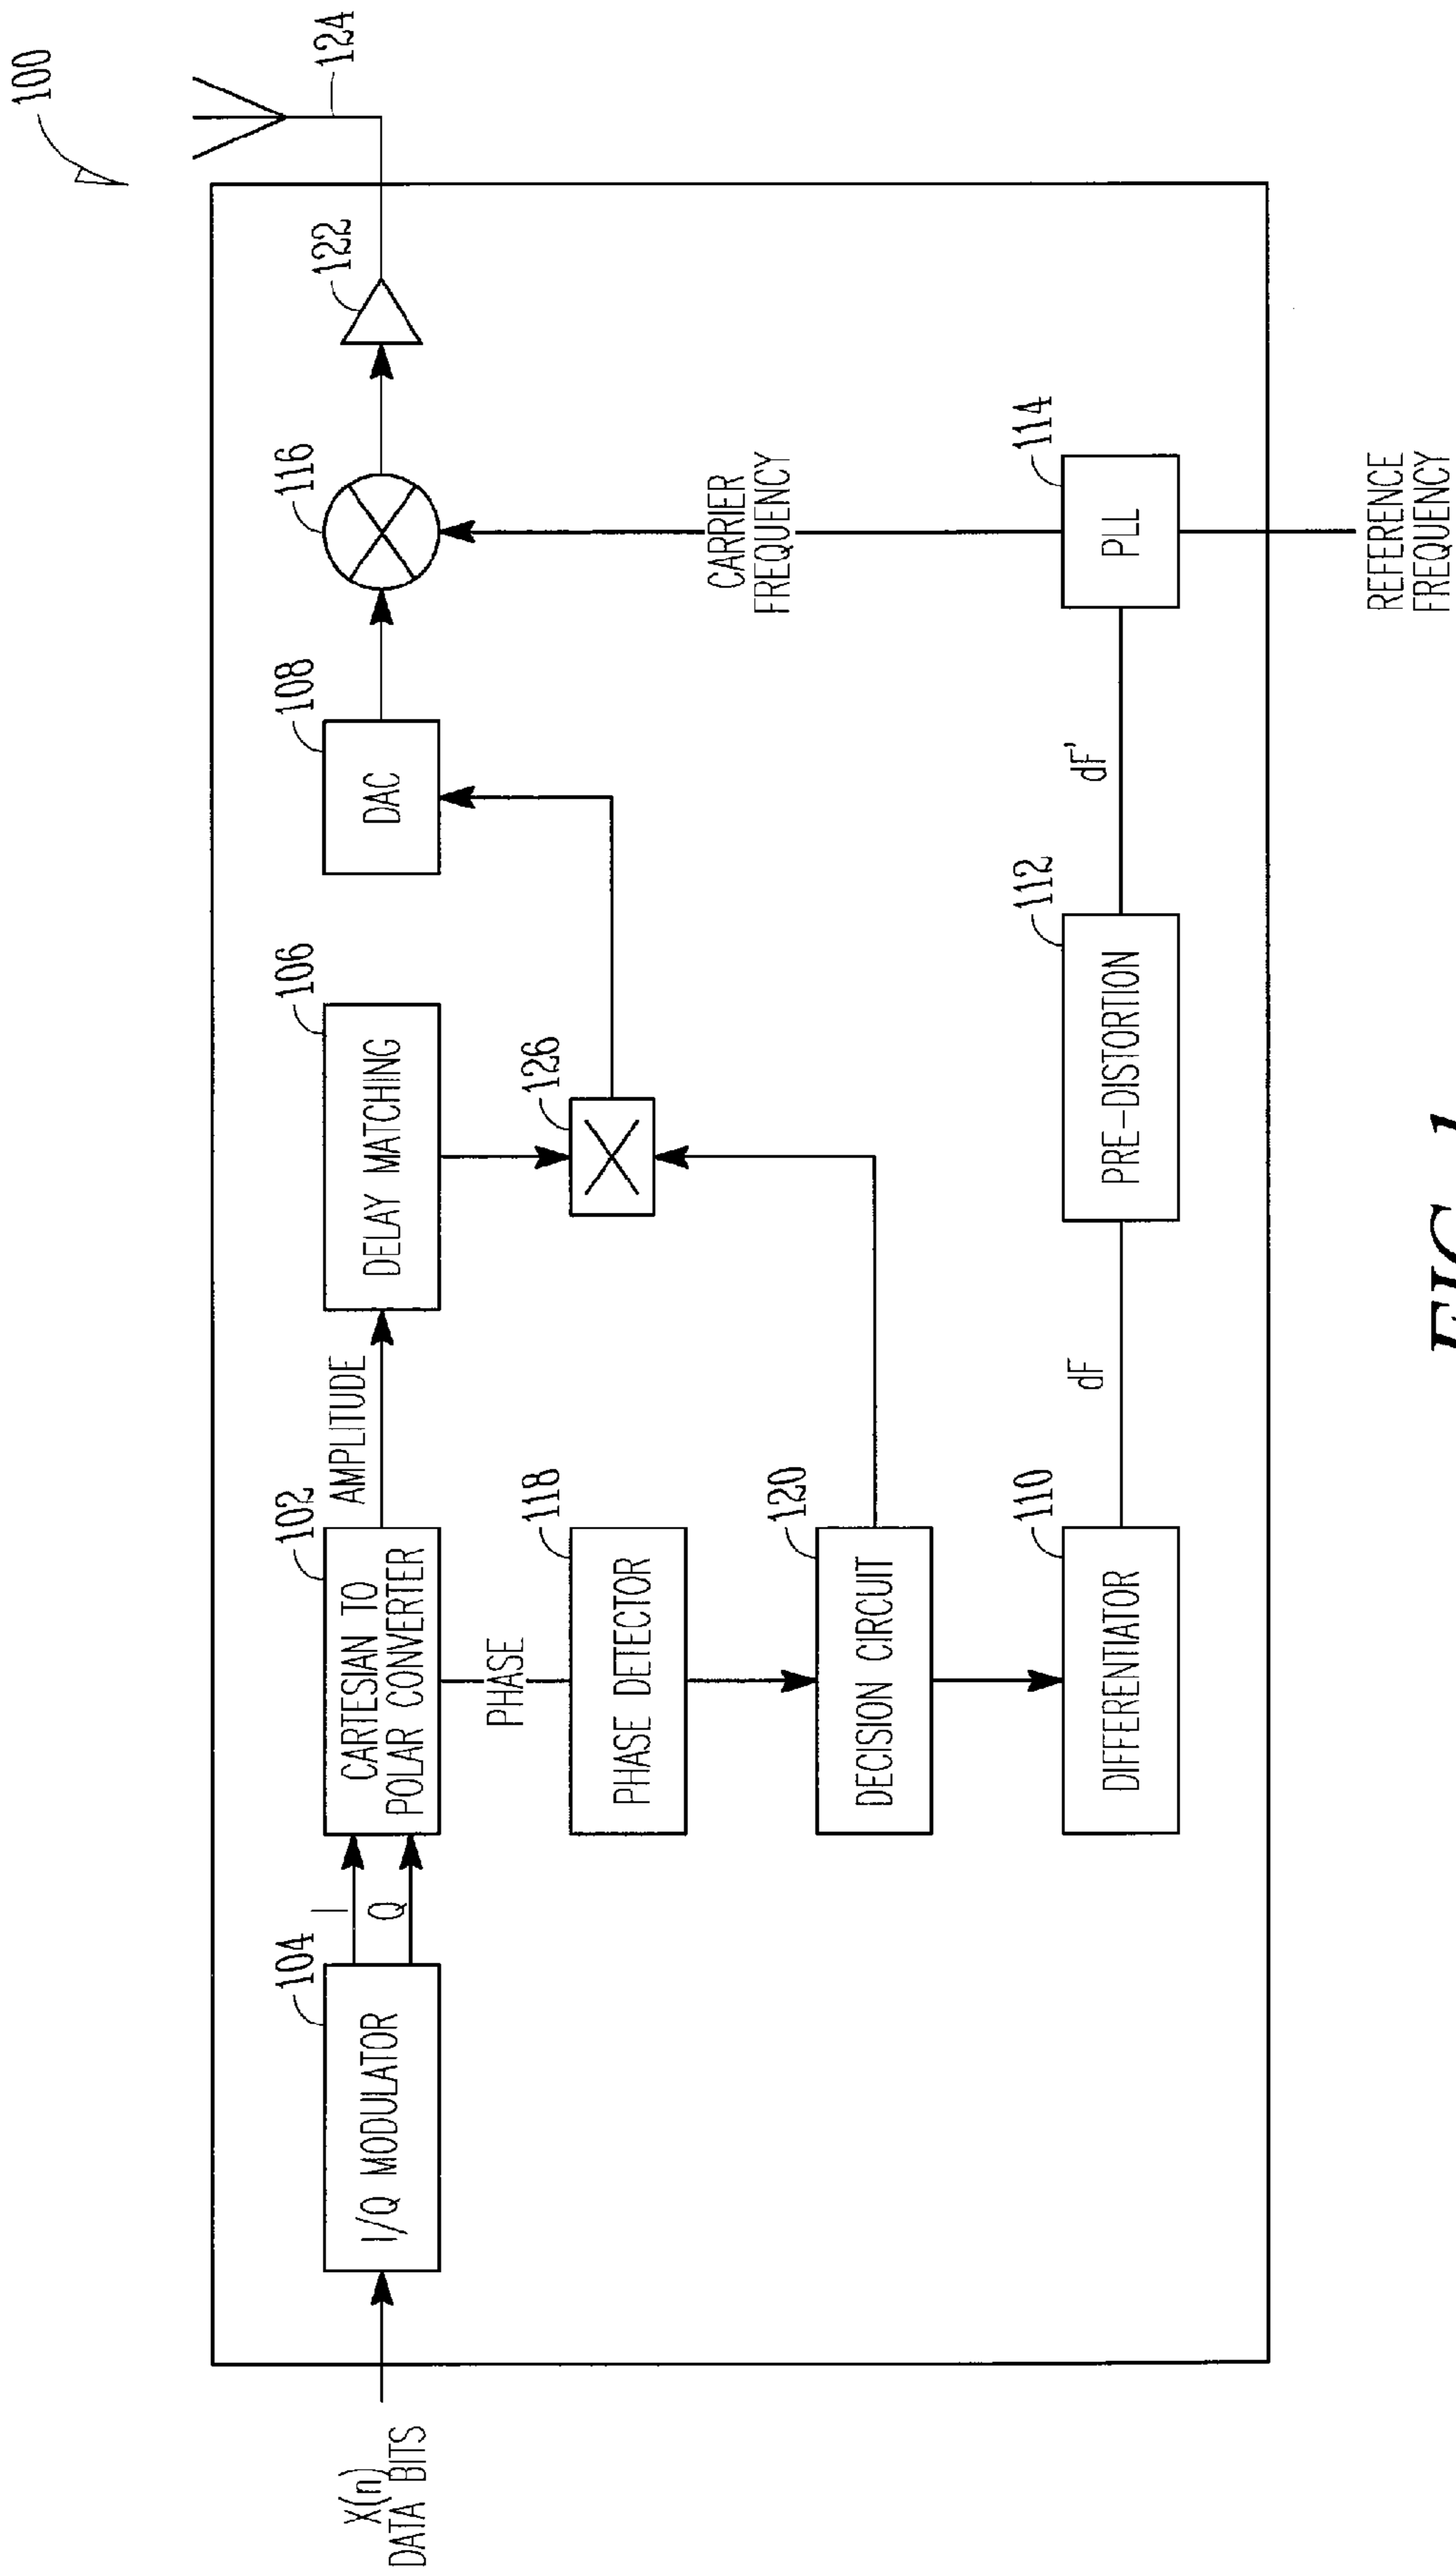 100
X(n)
DATA BITS
104
I/Q MODULATOR
I
Q
102
CARTESIAN TO
POLAR CONVERTER
AMPLITUDE
106
DELAY MATCHING
108
DAC
116
122
124
PHASE
118
PHASE DETECTOR
126
120
DECISION CIRCUIT
CARRIER
FREQUENCY
110
DIFFERENTIATOR
dF
112
PRE-DISTORTION
dF'
114
PLL
REFERENCE
FREQUENCY
FIG. 1